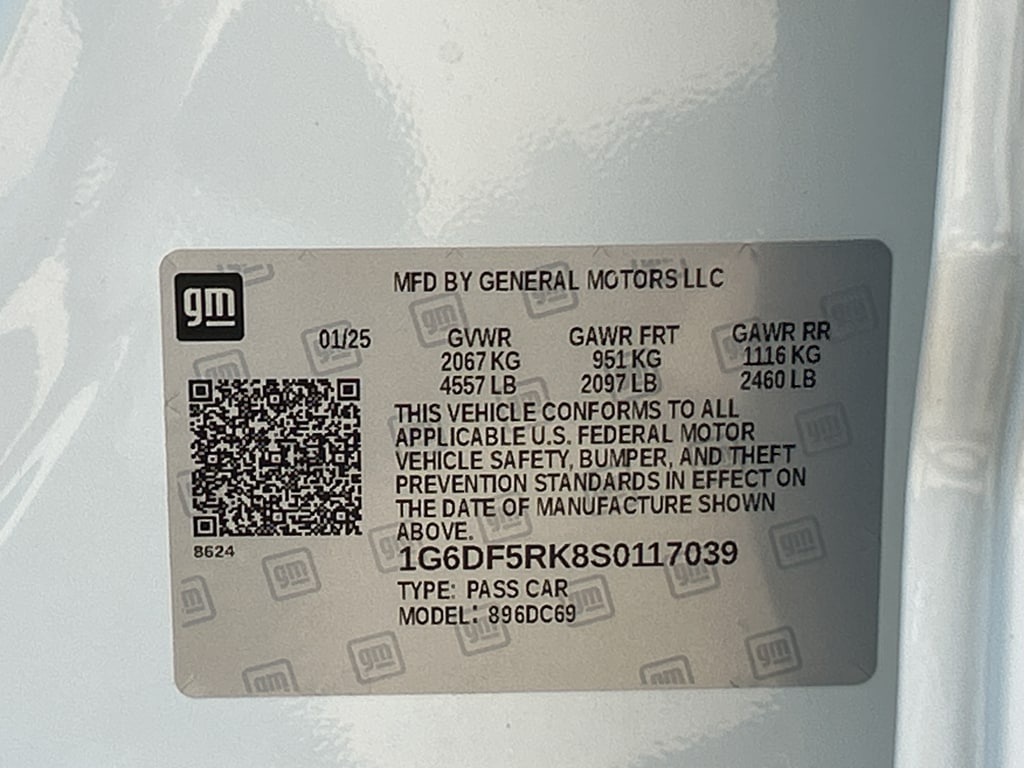 gm
MFD BY GENERAL MOTORS LLC
01/25 GVWR GAWR FRT GAWR RR
2067 KG 951 KG 1116 KG
4557 LB 2097 LB 2460 LB
THIS VEHICLE CONFORMS TO ALL
APPLICABLE U.S. FEDERAL MOTOR
VEHICLE SAFETY, BUMPER, AND THEFT
PREVENTION STANDARDS IN EFFECT ON
THE DATE OF MANUFACTURE SHOWN
ABOVE.
8624
1G6DF5RK8S0117039
TYPE: PASS CAR
MODEL: 896DC69